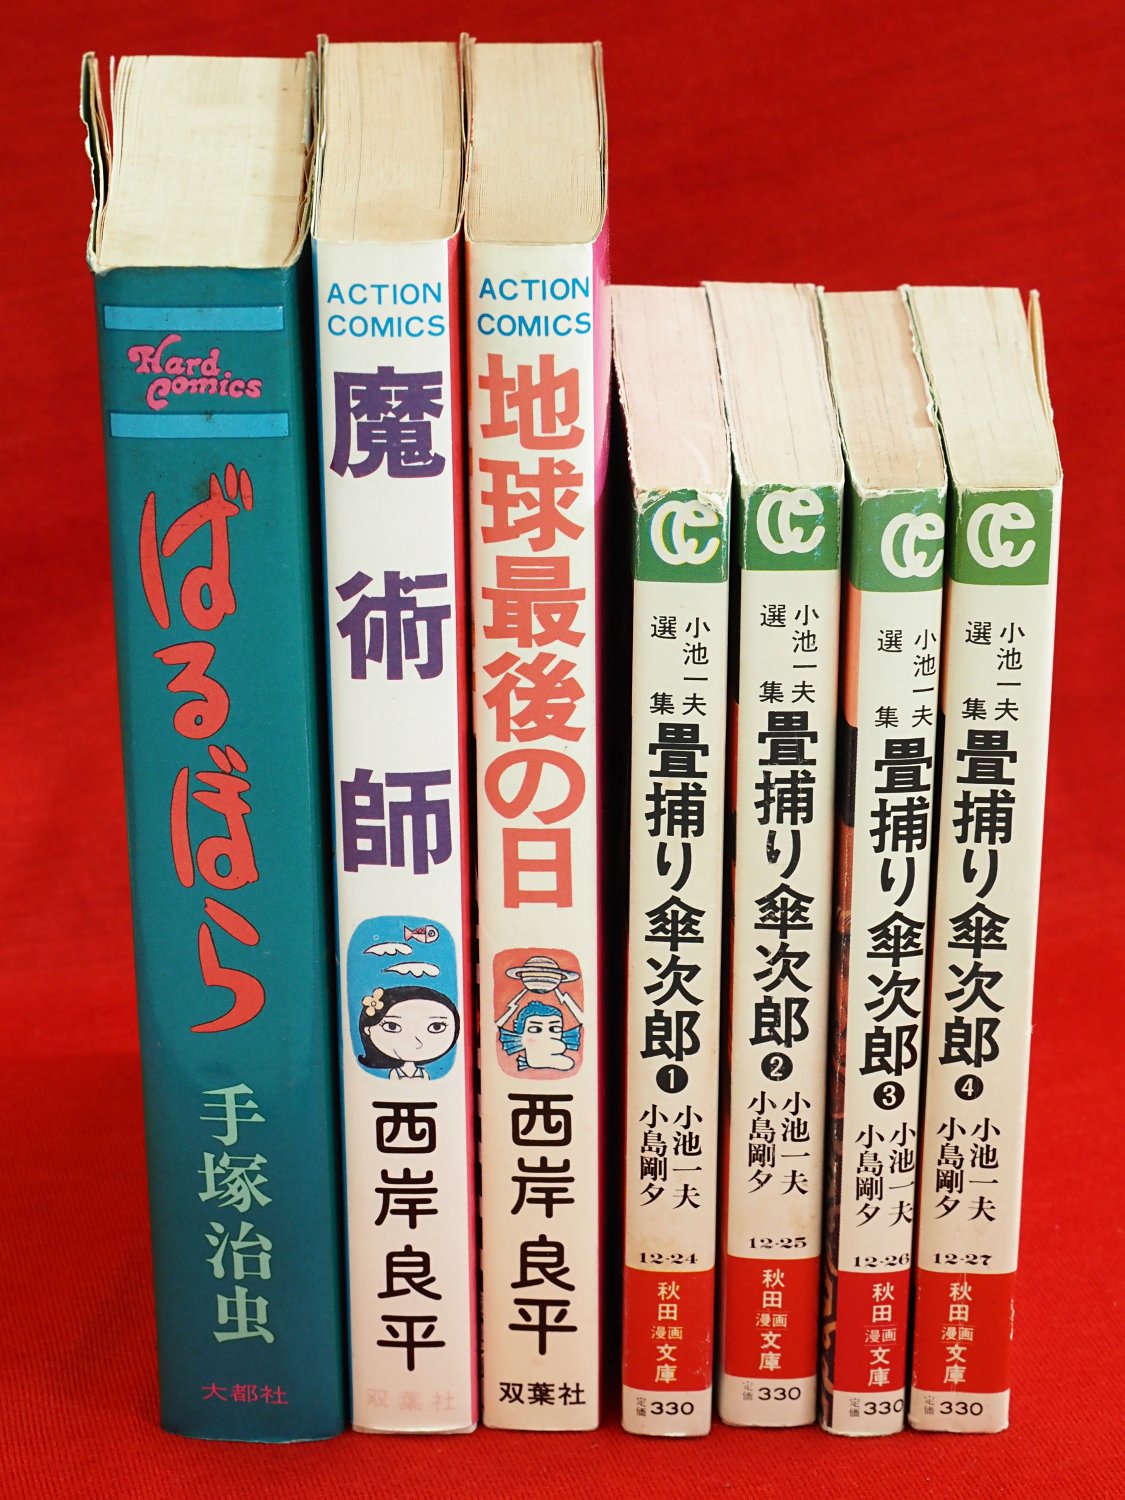 Hard
Comics
ばるぼら
手塚治虫
大都社
ACTION
COMICS
魔術師
西岸良平
双葉社
ACTION
COMICS
地球最後の日
西岸良平
双葉社
小池一夫
選集
畳捕り傘次郎1
小池一夫
小島剛夕
12-24
秋田
漫画
文庫
定価330
小池一夫
選集
畳捕り傘次郎2
小池一夫
小島剛夕
12-25
秋田
漫画
文庫
定価330
小池一夫
選集
畳捕り傘次郎3
小池一夫
小島剛夕
12-26
秋田
漫画
文庫
定価330
小池一夫
選集
畳捕り傘次郎4
小池一夫
小島剛夕
12-27
秋田
漫画
文庫
定価330